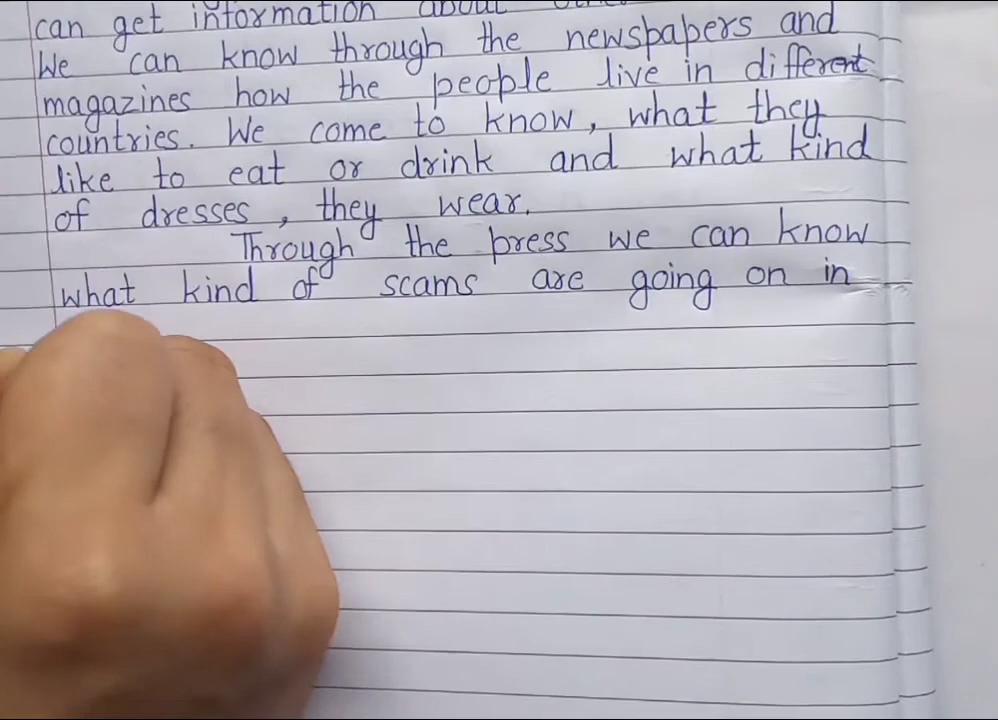 can get information about
We can know through the newspapers and
magazines how the people live in different
countries. We come to know, what they
like to eat or drink and what kind
of dresses, they wear.
Through the press we can know
what kind of scams are going on in